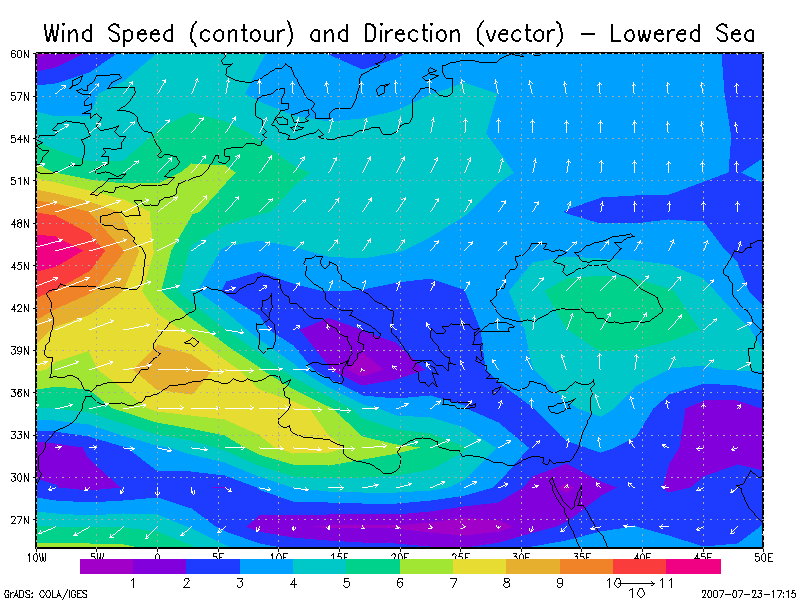 Wind Speed (contour) and Direction (vector) – Lowered Sea
60N
57N
54N
51N
48N
45N
42N
39N
36N
33N
30N
27N
10W 5W 0 5E 10E 15E 20E 25E 30E 35E 40E 45E 50E
1 2 3 4 5 6 7 8 9 10 11
10
GrADS: COLA/IGES 2007-07-23-17:15